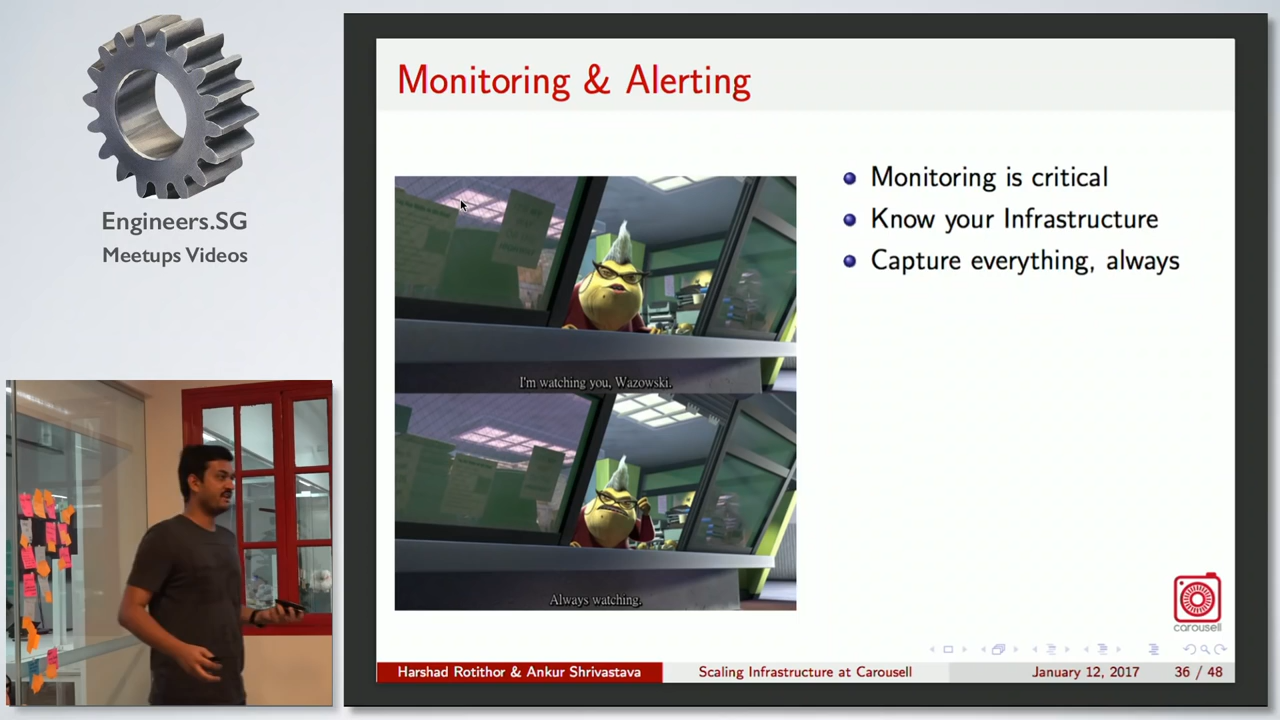 Engineers.SG
Meetups Videos
Monitoring & Alerting
Monitoring is critical
Know your Infrastructure
Capture everything, always
I'm watching you, Wazowski.
Always watching.
carousell
Harshad Rotithor & Ankur Shrivastava
Scaling Infrastructure at Carousell
January 12, 2017
36 / 48